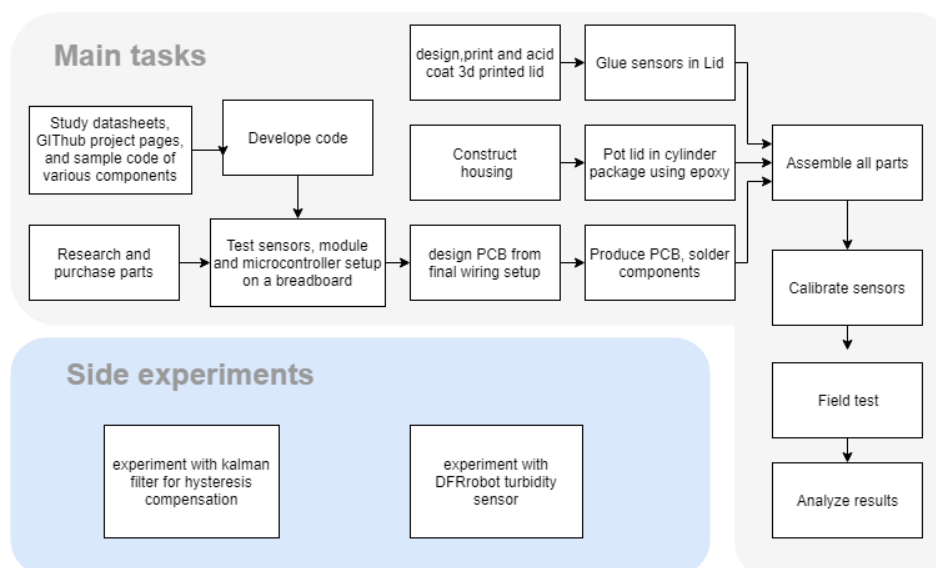 Main tasks
design,print and acid
coat 3d printed lid
Glue sensors in Lid
Study datasheets,
GIThub project pages,
and sample code of
various components
Develope code
Construct
housing
Pot lid in cylinder
package using epoxy
Assemble all parts
Research and
purchase parts
Test sensors, module
and microcontroller setup
on a breadboard
design PCB from
final wiring setup
Produce PCB, solder
components
Calibrate sensors
Side experiments
Field test
experiment with kalman
filter for hysteresis
compensation
experiment with
DFRrobot turbidity
sensor
Analyze results